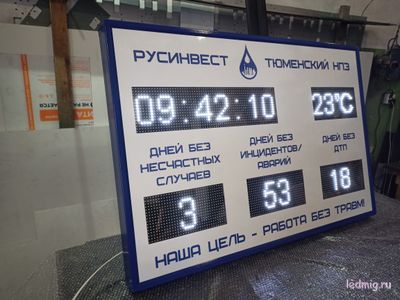 РУСИНВЕСТ ТЮМЕНСКИЙ НПЗ
09:42:10 23°C
ДНЕЙ БЕЗ НЕСЧАСТНЫХ СЛУЧАЕВ
3
ДНЕЙ БЕЗ ИНЦИДЕНТОВ/ АВАРИЙ
53
ДНЕЙ БЕЗ ДТП
18
НАША ЦЕЛЬ - РАБОТА БЕЗ ТРАВМ!
ledmig.ru